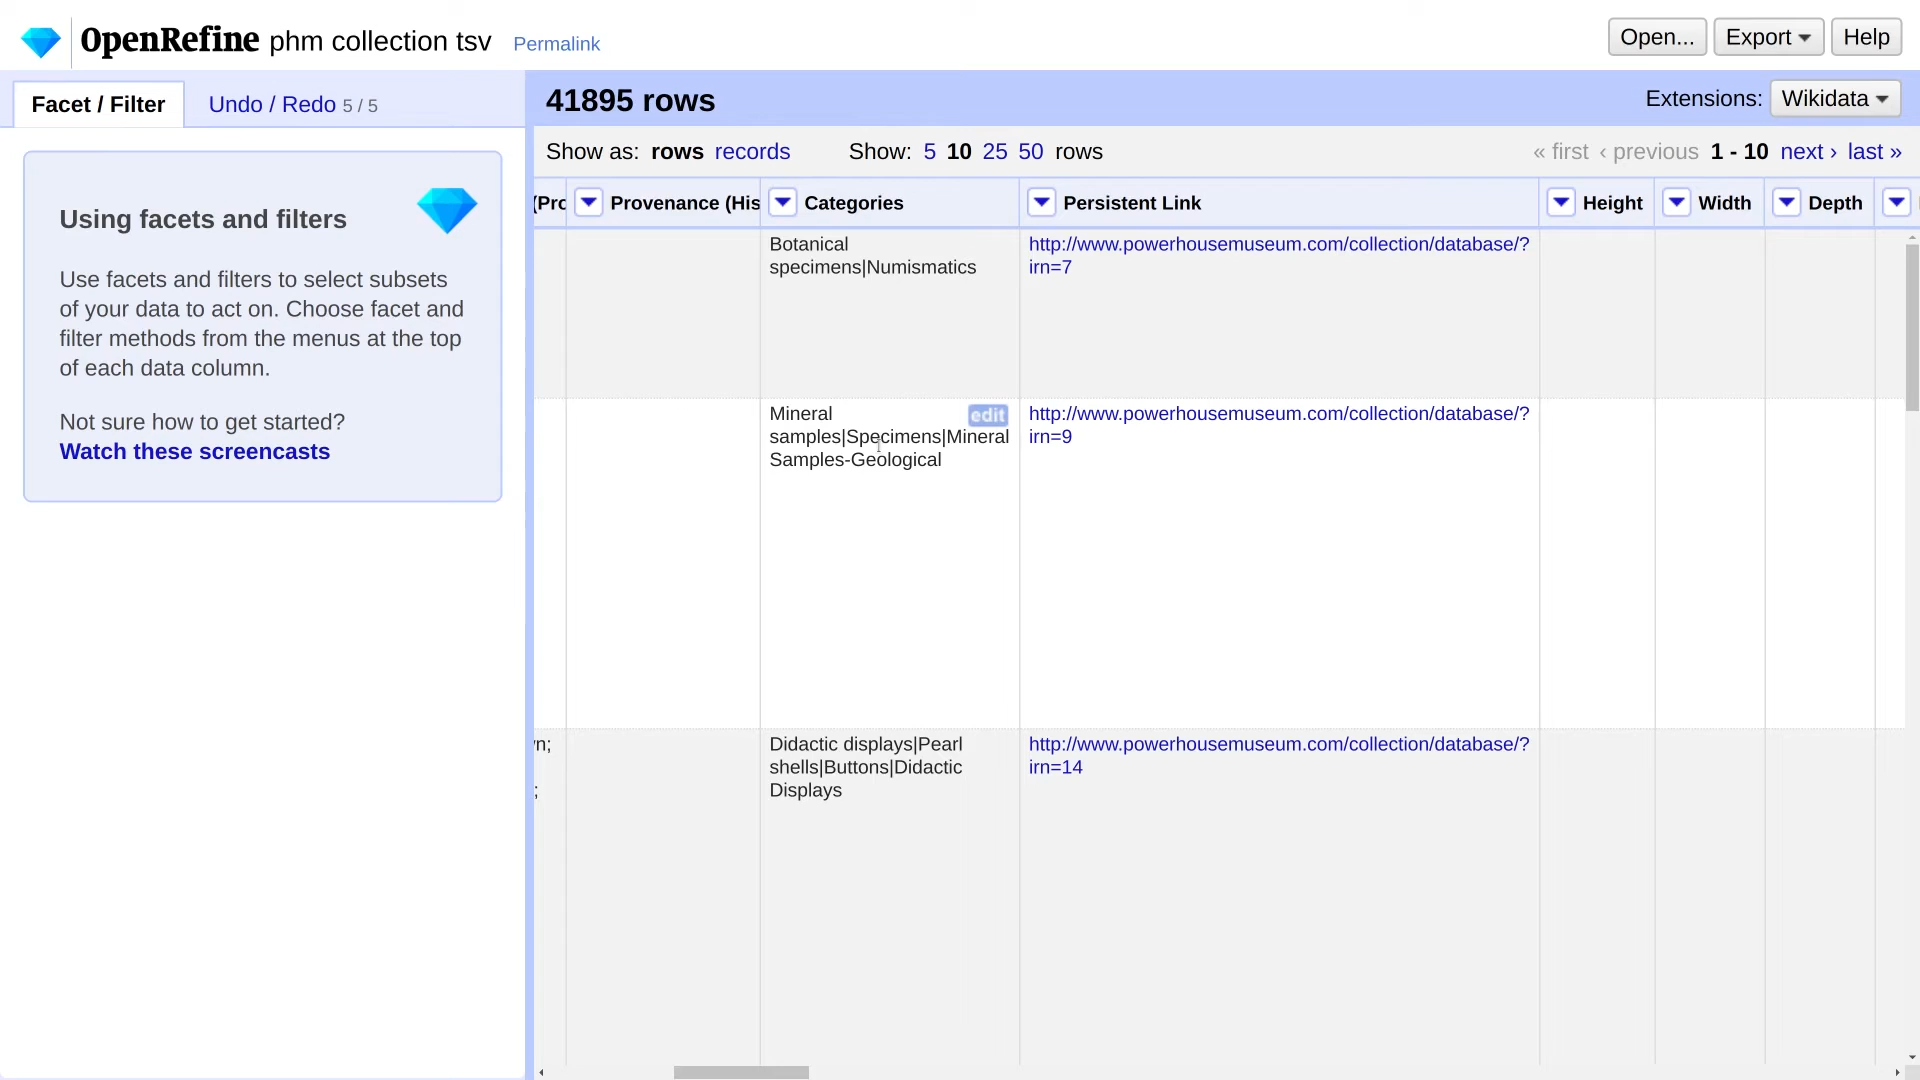 OpenRefine phm collection tsv Permalink
Open... Export Help
Facet / Filter Undo / Redo 5 / 5
41895 rows
Extensions: Wikidata
Show as: rows records Show: 5 10 25 50 rows
« first ‹ previous 1 - 10 next › last »
Using facets and filters
Use facets and filters to select subsets
of your data to act on. Choose facet and
filter methods from the menus at the top
of each data column.
Not sure how to get started?
Watch these screencasts
(Pro Provenance (His Categories Persistent Link Height Width Depth
Botanical
specimens|Numismatics
http://www.powerhousemuseum.com/collection/database/?
irn=7
Mineral
samples|Specimens|Mineral
Samples-Geological
edit
http://www.powerhousemuseum.com/collection/database/?
irn=9
n;
;
Didactic displays|Pearl
shells|Buttons|Didactic
Displays
http://www.powerhousemuseum.com/collection/database/?
irn=14